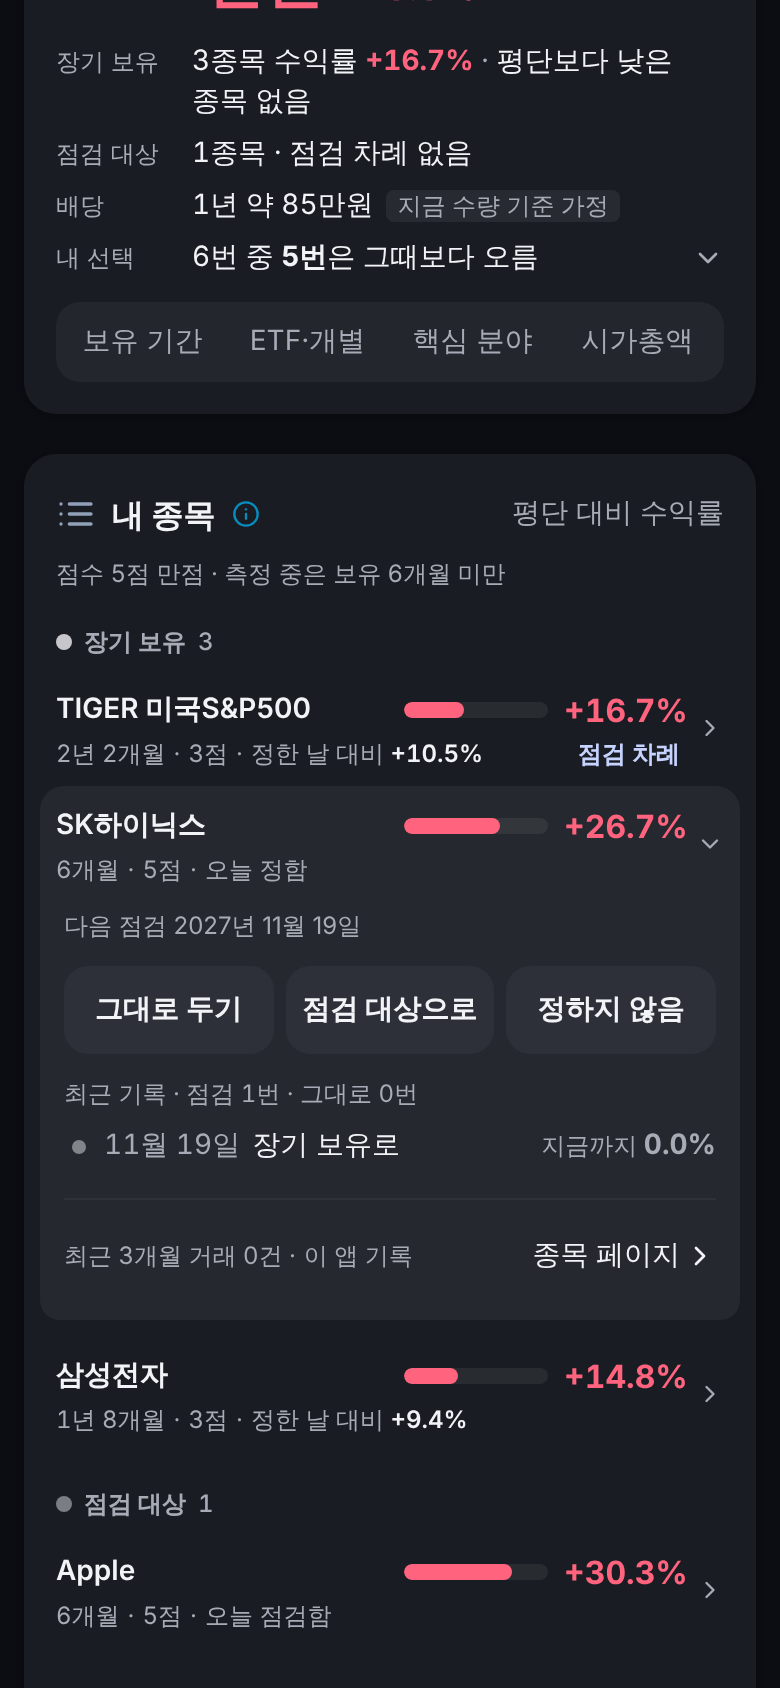 장기 보유 3종목 수익률 +16.7% · 평단보다 낮은
종목 없음
점검 대상 1종목 · 점검 차례 없음
배당 1년 약 85만원 지금 수량 기준 가정
내 선택 6번 중 5번은 그때보다 오름
보유 기간 ETF·개별 핵심 분야 시가총액
내 종목 평단 대비 수익률
점수 5점 만점 · 측정 중은 보유 6개월 미만
장기 보유 3
TIGER 미국S&P500 +16.7%
2년 2개월 · 3점 · 정한 날 대비 +10.5% 점검 차례
SK하이닉스 +26.7%
6개월 · 5점 · 오늘 정함
다음 점검 2027년 11월 19일
그대로 두기 점검 대상으로 정하지 않음
최근 기록 · 점검 1번 · 그대로 0번
11월 19일 장기 보유로 지금까지 0.0%
최근 3개월 거래 0건 · 이 앱 기록 종목 페이지
삼성전자 +14.8%
1년 8개월 · 3점 · 정한 날 대비 +9.4%
점검 대상 1
Apple +30.3%
6개월 · 5점 · 오늘 점검함